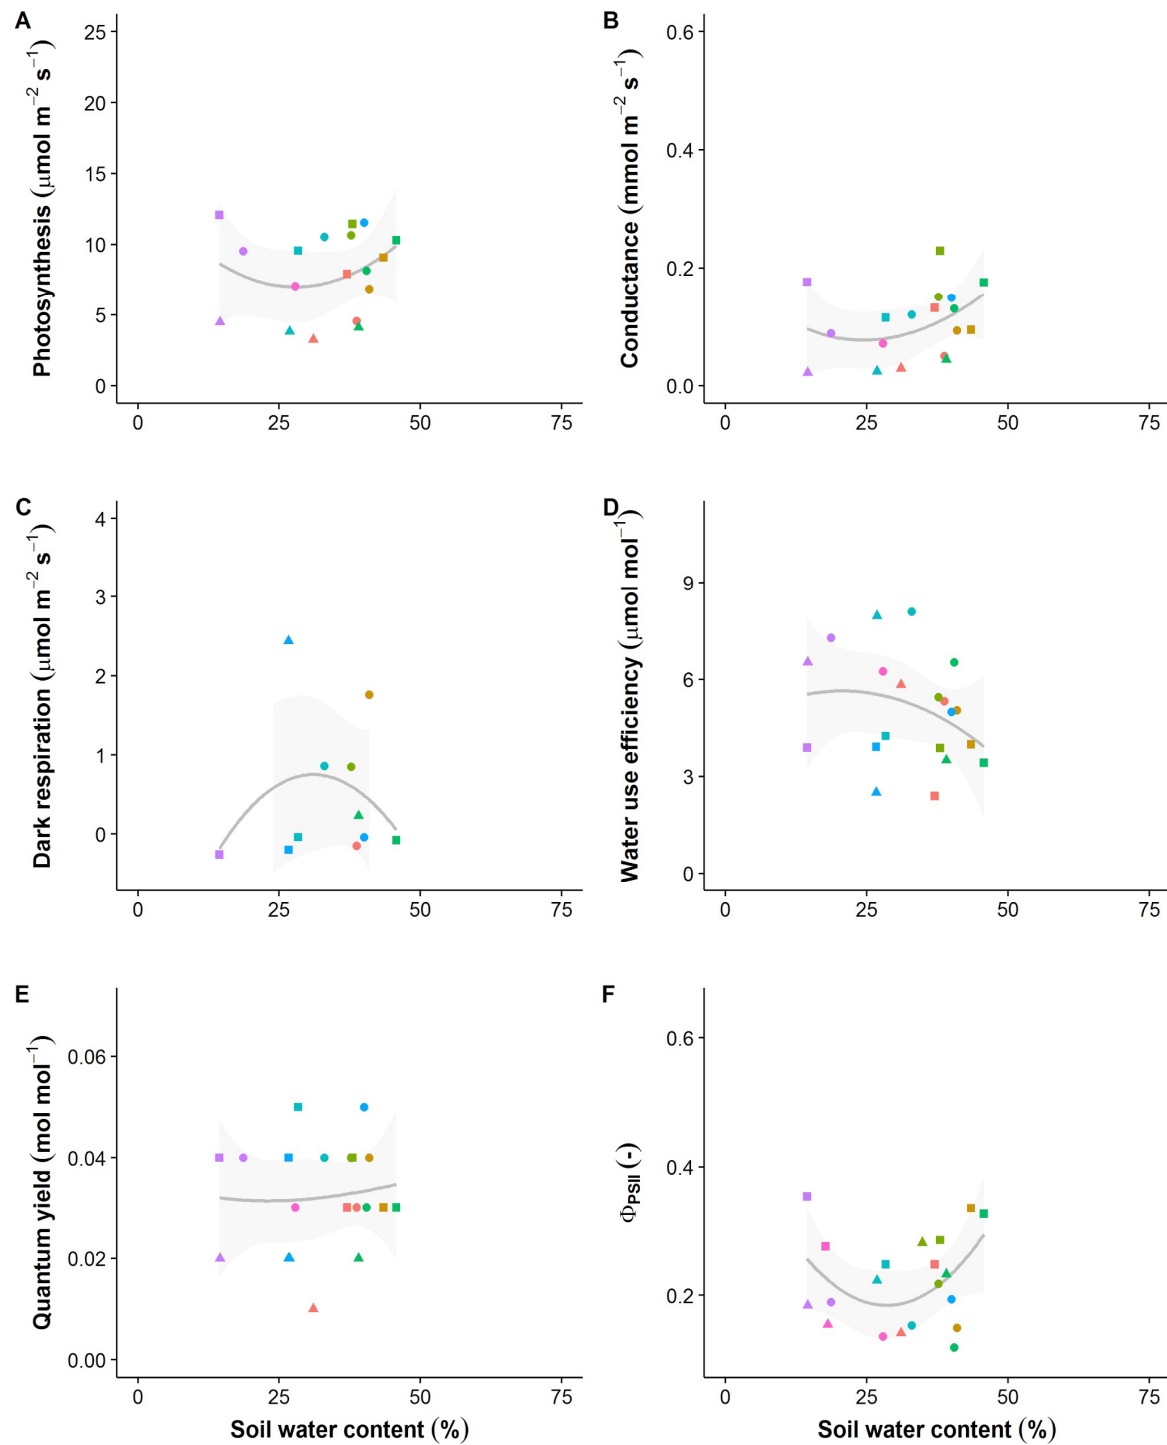 A
Photosynthesis (μmol m⁻² s⁻¹)
25
20
15
10
5
0
0 25 50 75
B
Conductance (mmol m⁻² s⁻¹)
0.6
0.4
0.2
0.0
0 25 50 75
C
Dark respiration (μmol m⁻² s⁻¹)
4
3
2
1
0
0 25 50 75
D
Water use efficiency (μmol mol⁻¹)
9
6
3
0
0 25 50 75
E
Quantum yield (mol mol⁻¹)
0.06
0.04
0.02
0.00
0 25 50 75
Soil water content (%)
F
ΦPSII (-)
0.6
0.4
0.2
0 25 50 75
Soil water content (%)